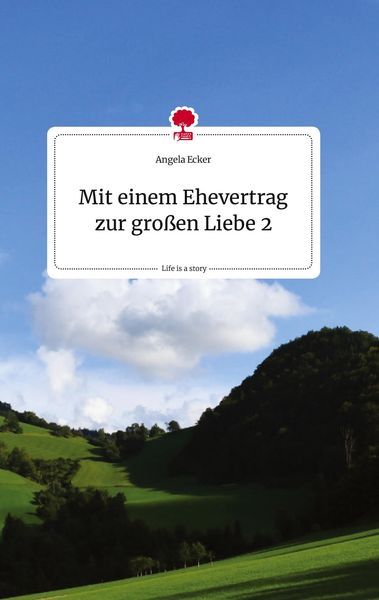 Angela Ecker
Mit einem Ehevertrag
zur großen Liebe 2
Life is a story